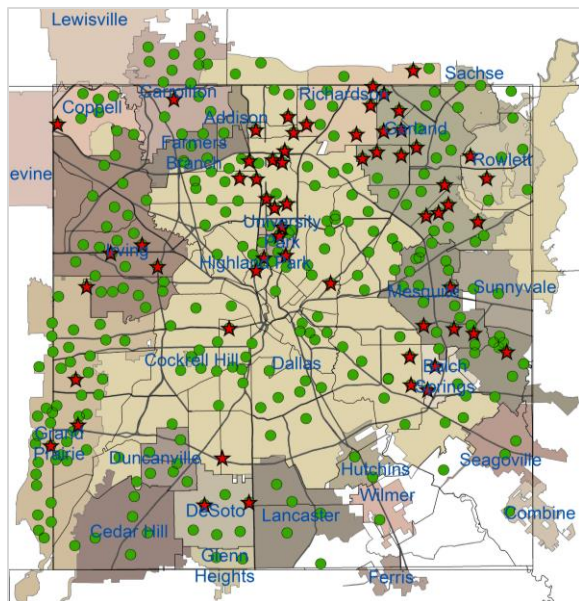 Lewisville
Sachse
Coppell
Carrollton
Richardson
Addison
Garland
Farmers
Branch
Rowlett
evine
University
Park
Irving
Highland Park
Mesquite
Sunnyvale
Cockrell Hill
Dallas
Balch
Springs
Grand
Prairie
Duncanville
Hutchins
Seagoville
Wilmer
DeSoto
Lancaster
Combine
Cedar Hill
Glenn
Heights
Ferris